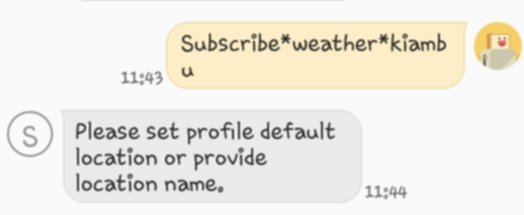 Subscribe*weather*kiamb
u
11:43
S
Please set profile default
location or provide
location name.
11:44